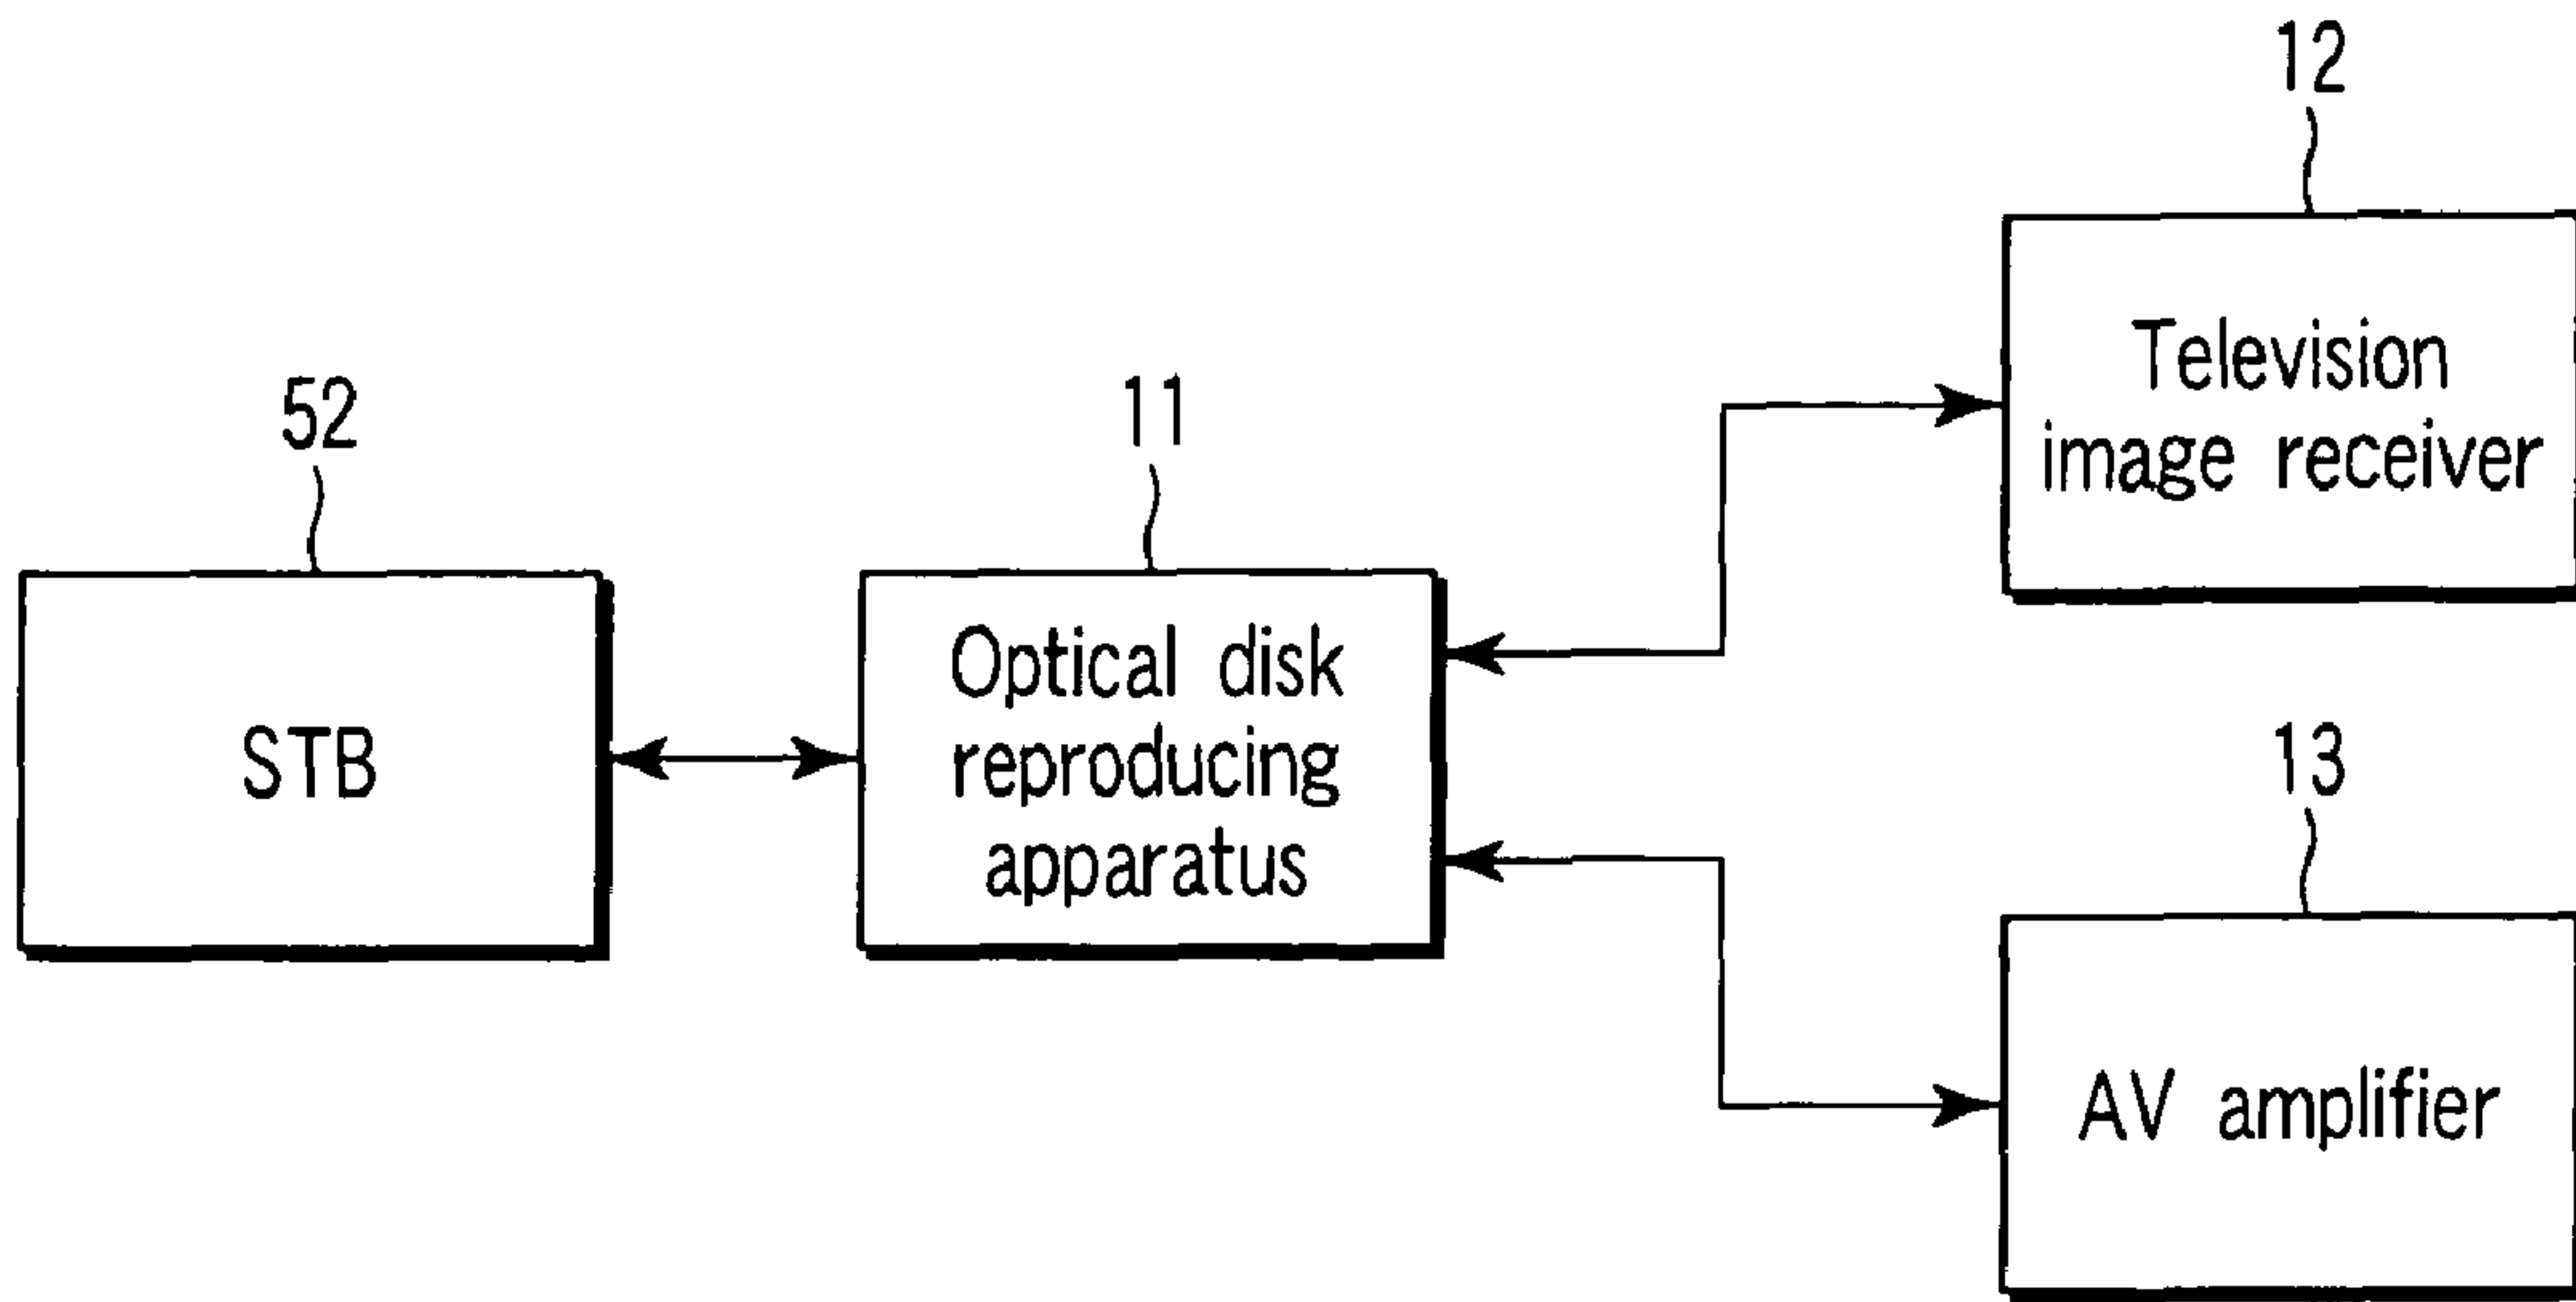 12
Television
image receiver
52
11
STB
Optical disk
reproducing
apparatus
13
AV amplifier